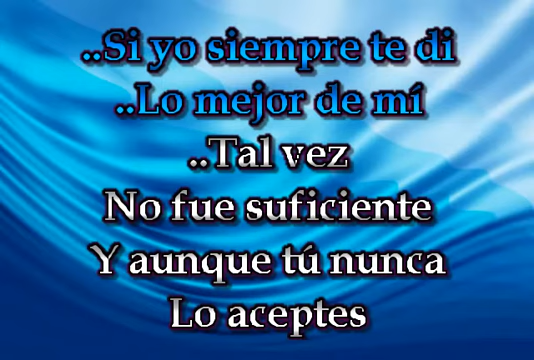 ..Si yo siempre te di
..Lo mejor de mí
..Tal vez
No fue suficiente
Y aunque tú nunca
Lo aceptes